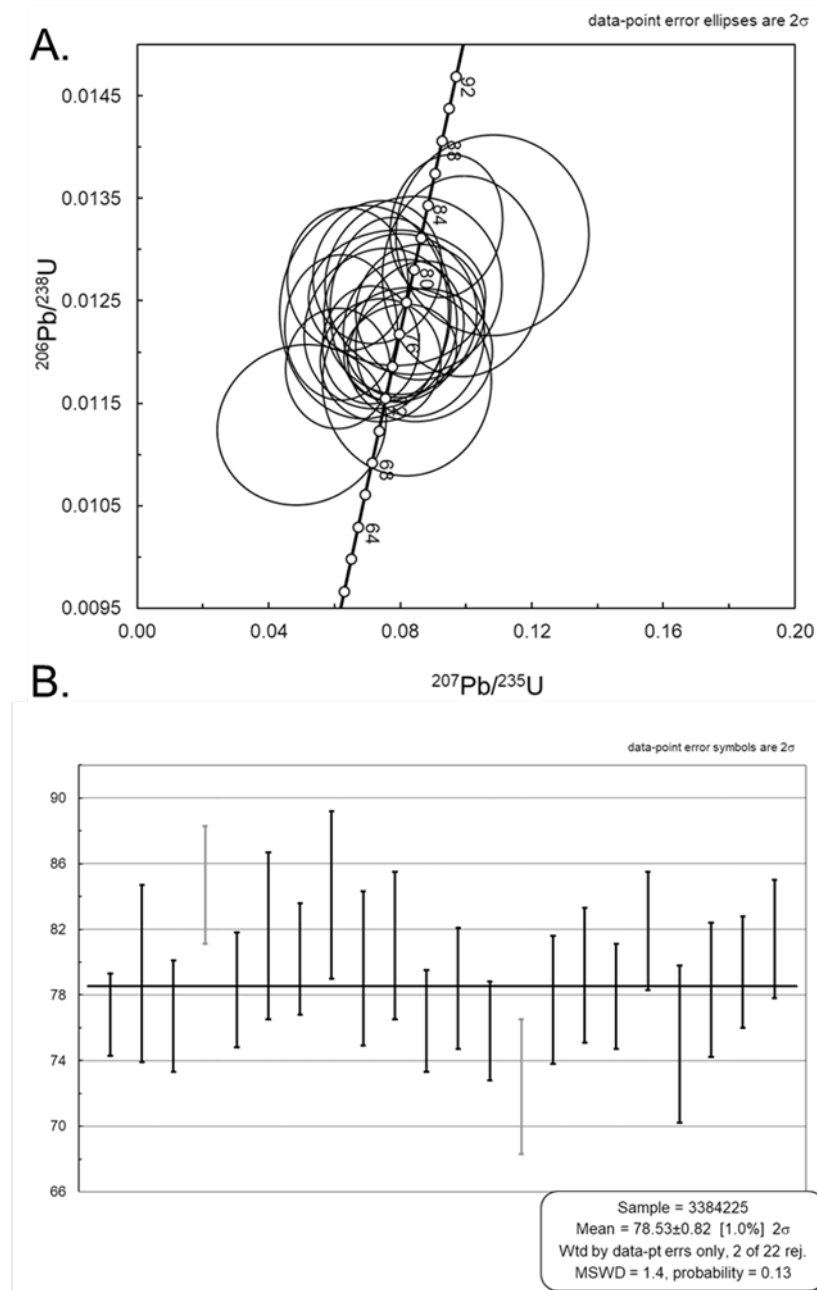 data-point error ellipses are 2σ
A.
0.0145
0.0135
0.0125
0.0115
0.0105
0.0095
²⁰⁶Pb/²³⁸U
92
88
84
80
76
68
64
0.00
0.04
0.08
0.12
0.16
0.20
²⁰⁷Pb/²³⁵U
B.
data-point error symbols are 2σ
90
86
82
78
74
70
66
Sample = 3384225
Mean = 78.53±0.82 [1.0%] 2σ
Wtd by data-pt errs only, 2 of 22 rej.
MSWD = 1.4, probability = 0.13